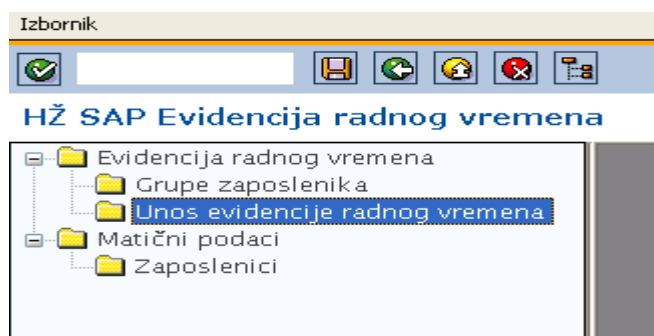 Izbornik
HŽ SAP Evidencija radnog vremena
Evidencija radnog vremena
Grupe zaposlenika
Unos evidencije radnog vremena
Matični podaci
Zaposlenici